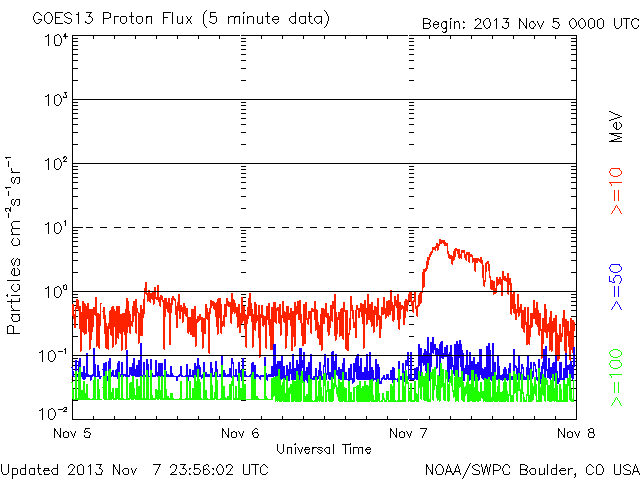 GOES13 Proton Flux (5 minute data)
Begin: 2013 Nov 5 0000 UTC
10⁴
10³
10²
10¹
10⁰
10⁻¹
10⁻²
Particles cm⁻²s⁻¹sr⁻¹
>=10
>=50
>=100
MeV
Nov 5
Nov 6
Nov 7
Nov 8
Universal Time
Updated 2013 Nov 7 23:56:02 UTC
NOAA/SWPC Boulder, CO USA